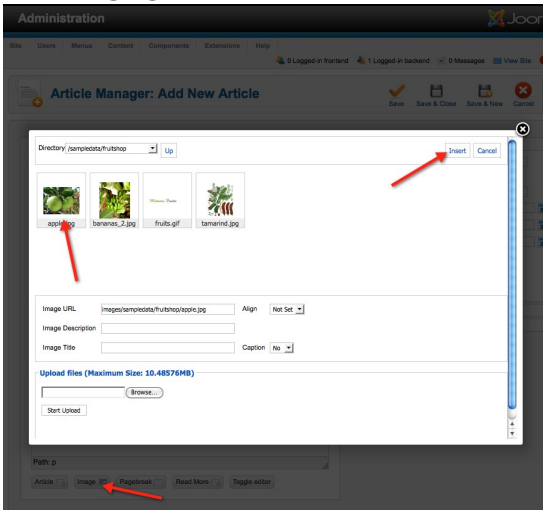 Administration
Joo
Site Users Menus Content Components Extensions Help
0 Logged-in frontend 1 Logged-in backend 0 Messages View Site
Article Manager: Add New Article
Save Save & Close Save & New Cancel
Directory /sampledata/fruitshop Up Insert Cancel
apple.jpg bananas_2.jpg fruits.gif tamarind.jpg
Image URL images/sampledata/fruitshop/apple.jpg Align Not Set
Image Description
Image Title Caption No
Upload files (Maximum Size: 10.48576MB)
Browse...
Start Upload
Path: p
Article Image Pagebreak Read More Toggle editor